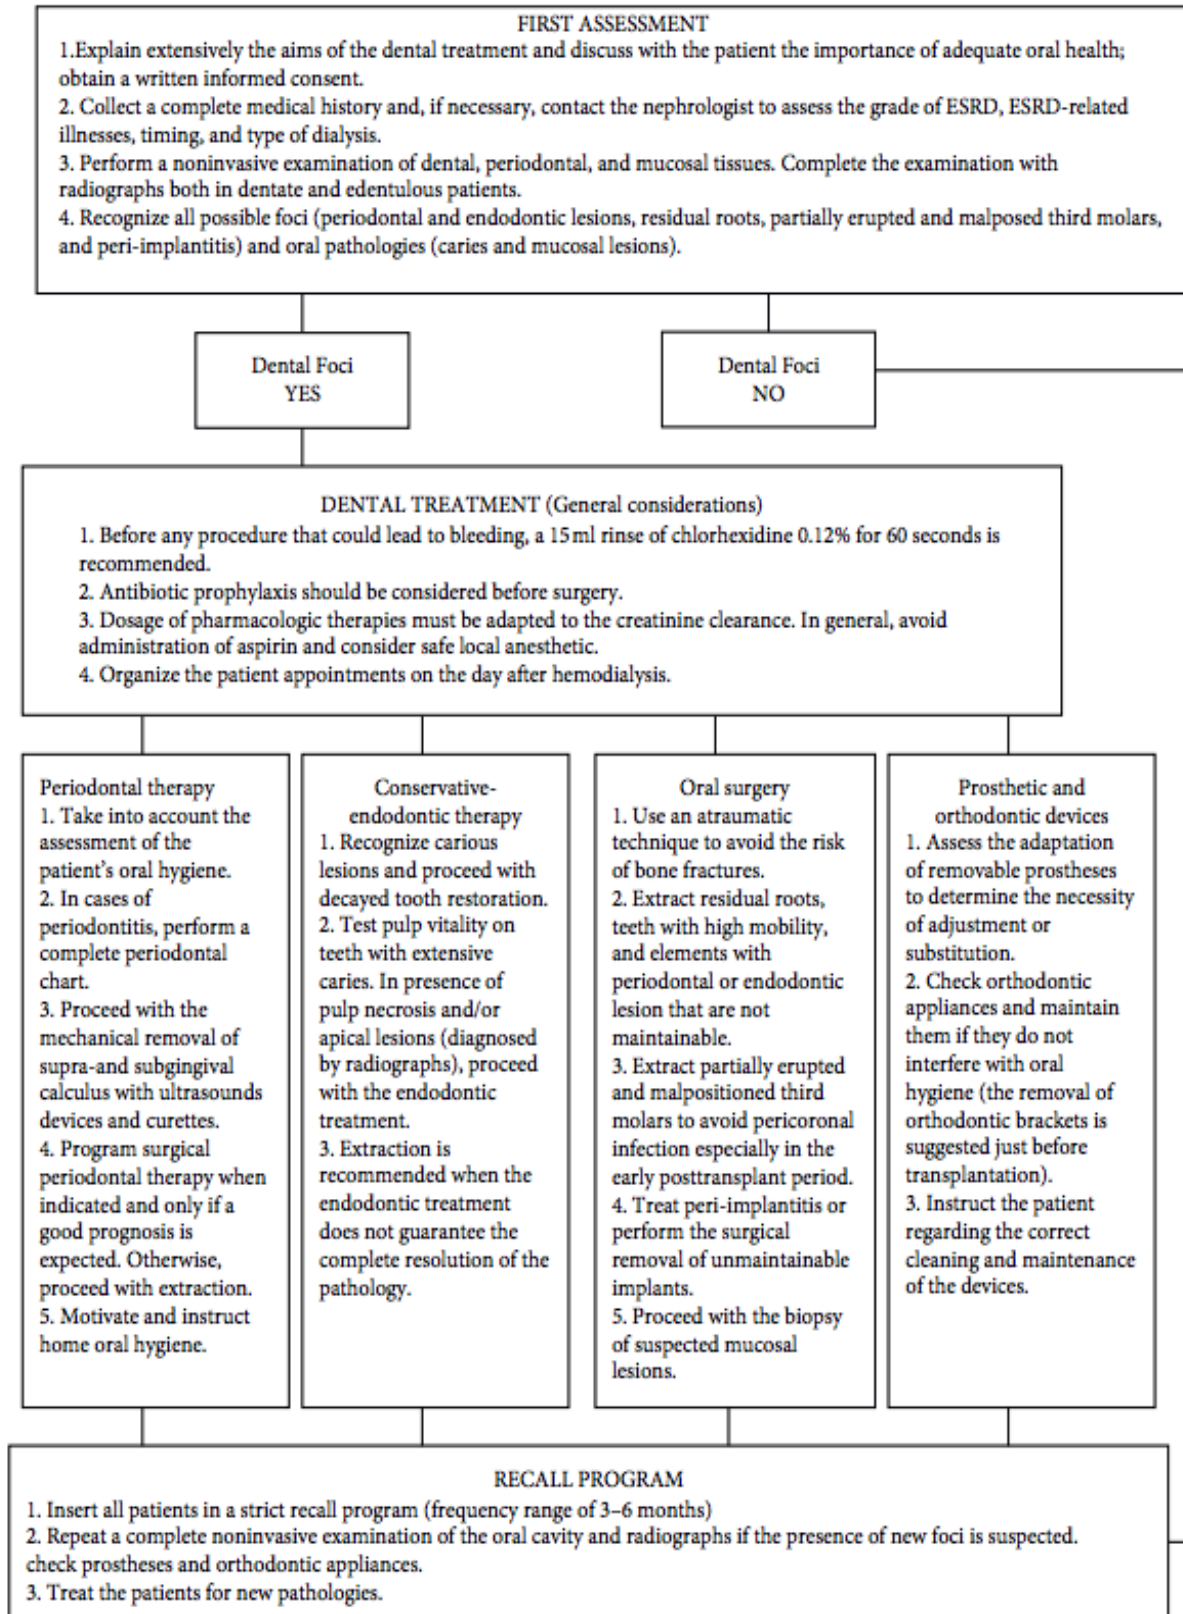 FIRST ASSESSMENT
1.Explain extensively the aims of the dental treatment and discuss with the patient the importance of adequate oral health;
obtain a written informed consent.
2. Collect a complete medical history and, if necessary, contact the nephrologist to assess the grade of ESRD, ESRD-related
illnesses, timing, and type of dialysis.
3. Perform a noninvasive examination of dental, periodontal, and mucosal tissues. Complete the examination with
radiographs both in dentate and edentulous patients.
4. Recognize all possible foci (periodontal and endodontic lesions, residual roots, partially erupted and malposed third molars,
and peri-implantitis) and oral pathologies (caries and mucosal lesions).
Dental Foci
YES
Dental Foci
NO
DENTAL TREATMENT (General considerations)
1. Before any procedure that could lead to bleeding, a 15 ml rinse of chlorhexidine 0.12% for 60 seconds is
recommended.
2. Antibiotic prophylaxis should be considered before surgery.
3. Dosage of pharmacologic therapies must be adapted to the creatinine clearance. In general, avoid
administration of aspirin and consider safe local anesthetic.
4. Organize the patient appointments on the day after hemodialysis.
Periodontal therapy
1. Take into account the
assessment of the
patient's oral hygiene.
2. In cases of
periodontitis, perform a
complete periodontal
chart.
3. Proceed with the
mechanical removal of
supra-and subgingival
calculus with ultrasounds
devices and curettes.
4. Program surgical
periodontal therapy when
indicated and only if a
good prognosis is
expected. Otherwise,
proceed with extraction.
5. Motivate and instruct
home oral hygiene.
Conservative-
endodontic therapy
1. Recognize carious
lesions and proceed with
decayed tooth restoration.
2. Test pulp vitality on
teeth with extensive
caries. In presence of
pulp necrosis and/or
apical lesions (diagnosed
by radiographs), proceed
with the endodontic
treatment.
3. Extraction is
recommended when the
endodontic treatment
does not guarantee the
complete resolution of the
pathology.
Oral surgery
1. Use an atraumatic
technique to avoid the risk
of bone fractures.
2. Extract residual roots,
teeth with high mobility,
and elements with
periodontal or endodontic
lesion that are not
maintainable.
3. Extract partially erupted
and malpositioned third
molars to avoid pericoronal
infection especially in the
early posttransplant period.
4. Treat peri-implantitis or
perform the surgical
removal of unmaintainable
implants.
5. Proceed with the biopsy
of suspected mucosal
lesions.
Prosthetic and
orthodontic devices
1. Assess the adaptation
of removable prostheses
to determine the necessity
of adjustment or
substitution.
2. Check orthodontic
appliances and maintain
them if they do not
interfere with oral
hygiene (the removal of
orthodontic brackets is
suggested just before
transplantation).
3. Instruct the patient
regarding the correct
cleaning and maintenance
of the devices.
RECALL PROGRAM
1. Insert all patients in a strict recall program (frequency range of 3–6 months)
2. Repeat a complete noninvasive examination of the oral cavity and radiographs if the presence of new foci is suspected.
check prostheses and orthodontic appliances.
3. Treat the patients for new pathologies.